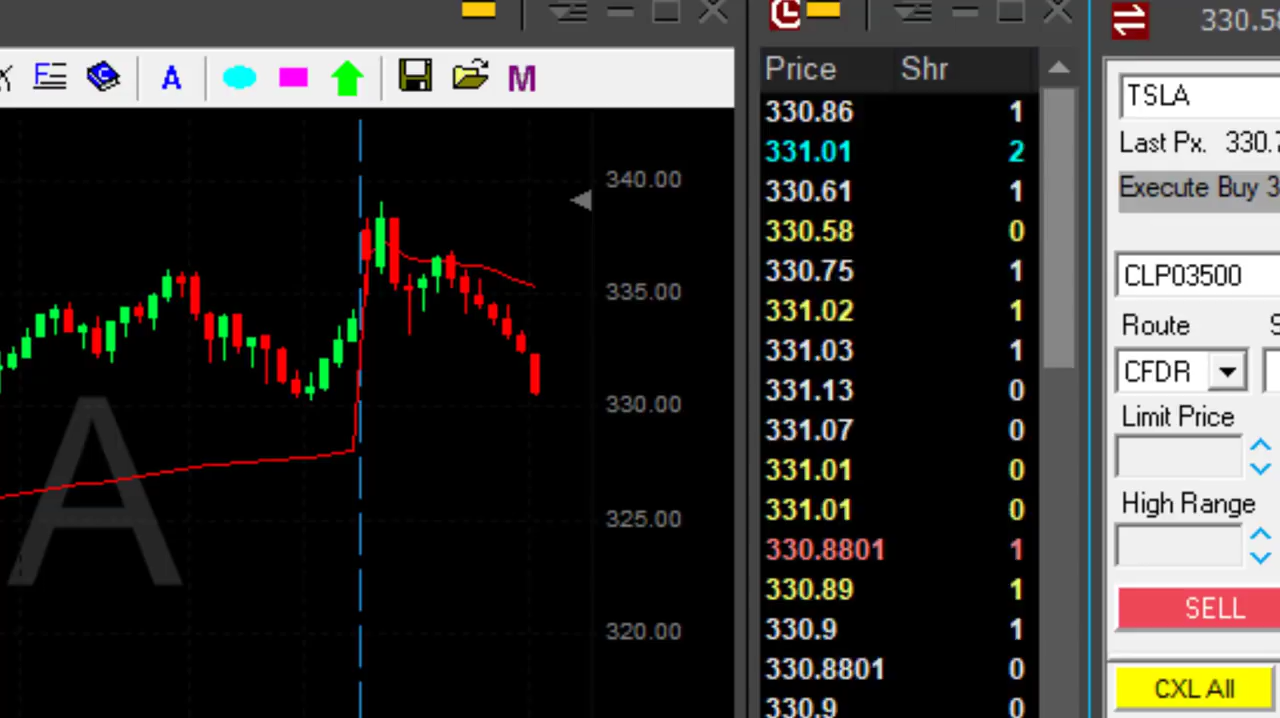 330.58
Price Shr
330.86 1
331.01 2
330.61 1
330.58 0
330.75 1
331.02 1
331.03 1
331.13 0
331.07 0
331.01 0
331.01 0
330.8801 1
330.89 1
330.9 1
330.8801 0
330.9 0
A
M
340.00
335.00
330.00
325.00
320.00
A
TSLA
Last Px. 330.7
Execute Buy 3
CLP03500
Route S
CFDR
Limit Price
High Range
SELL
CXL All